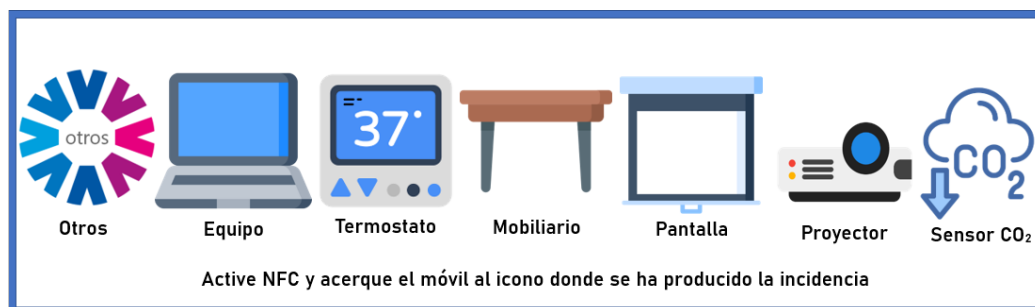 otros
37°
CO₂
Otros
Equipo
Termostato
Mobiliario
Pantalla
Proyector
Sensor CO₂
Active NFC y acerque el móvil al icono donde se ha producido la incidencia